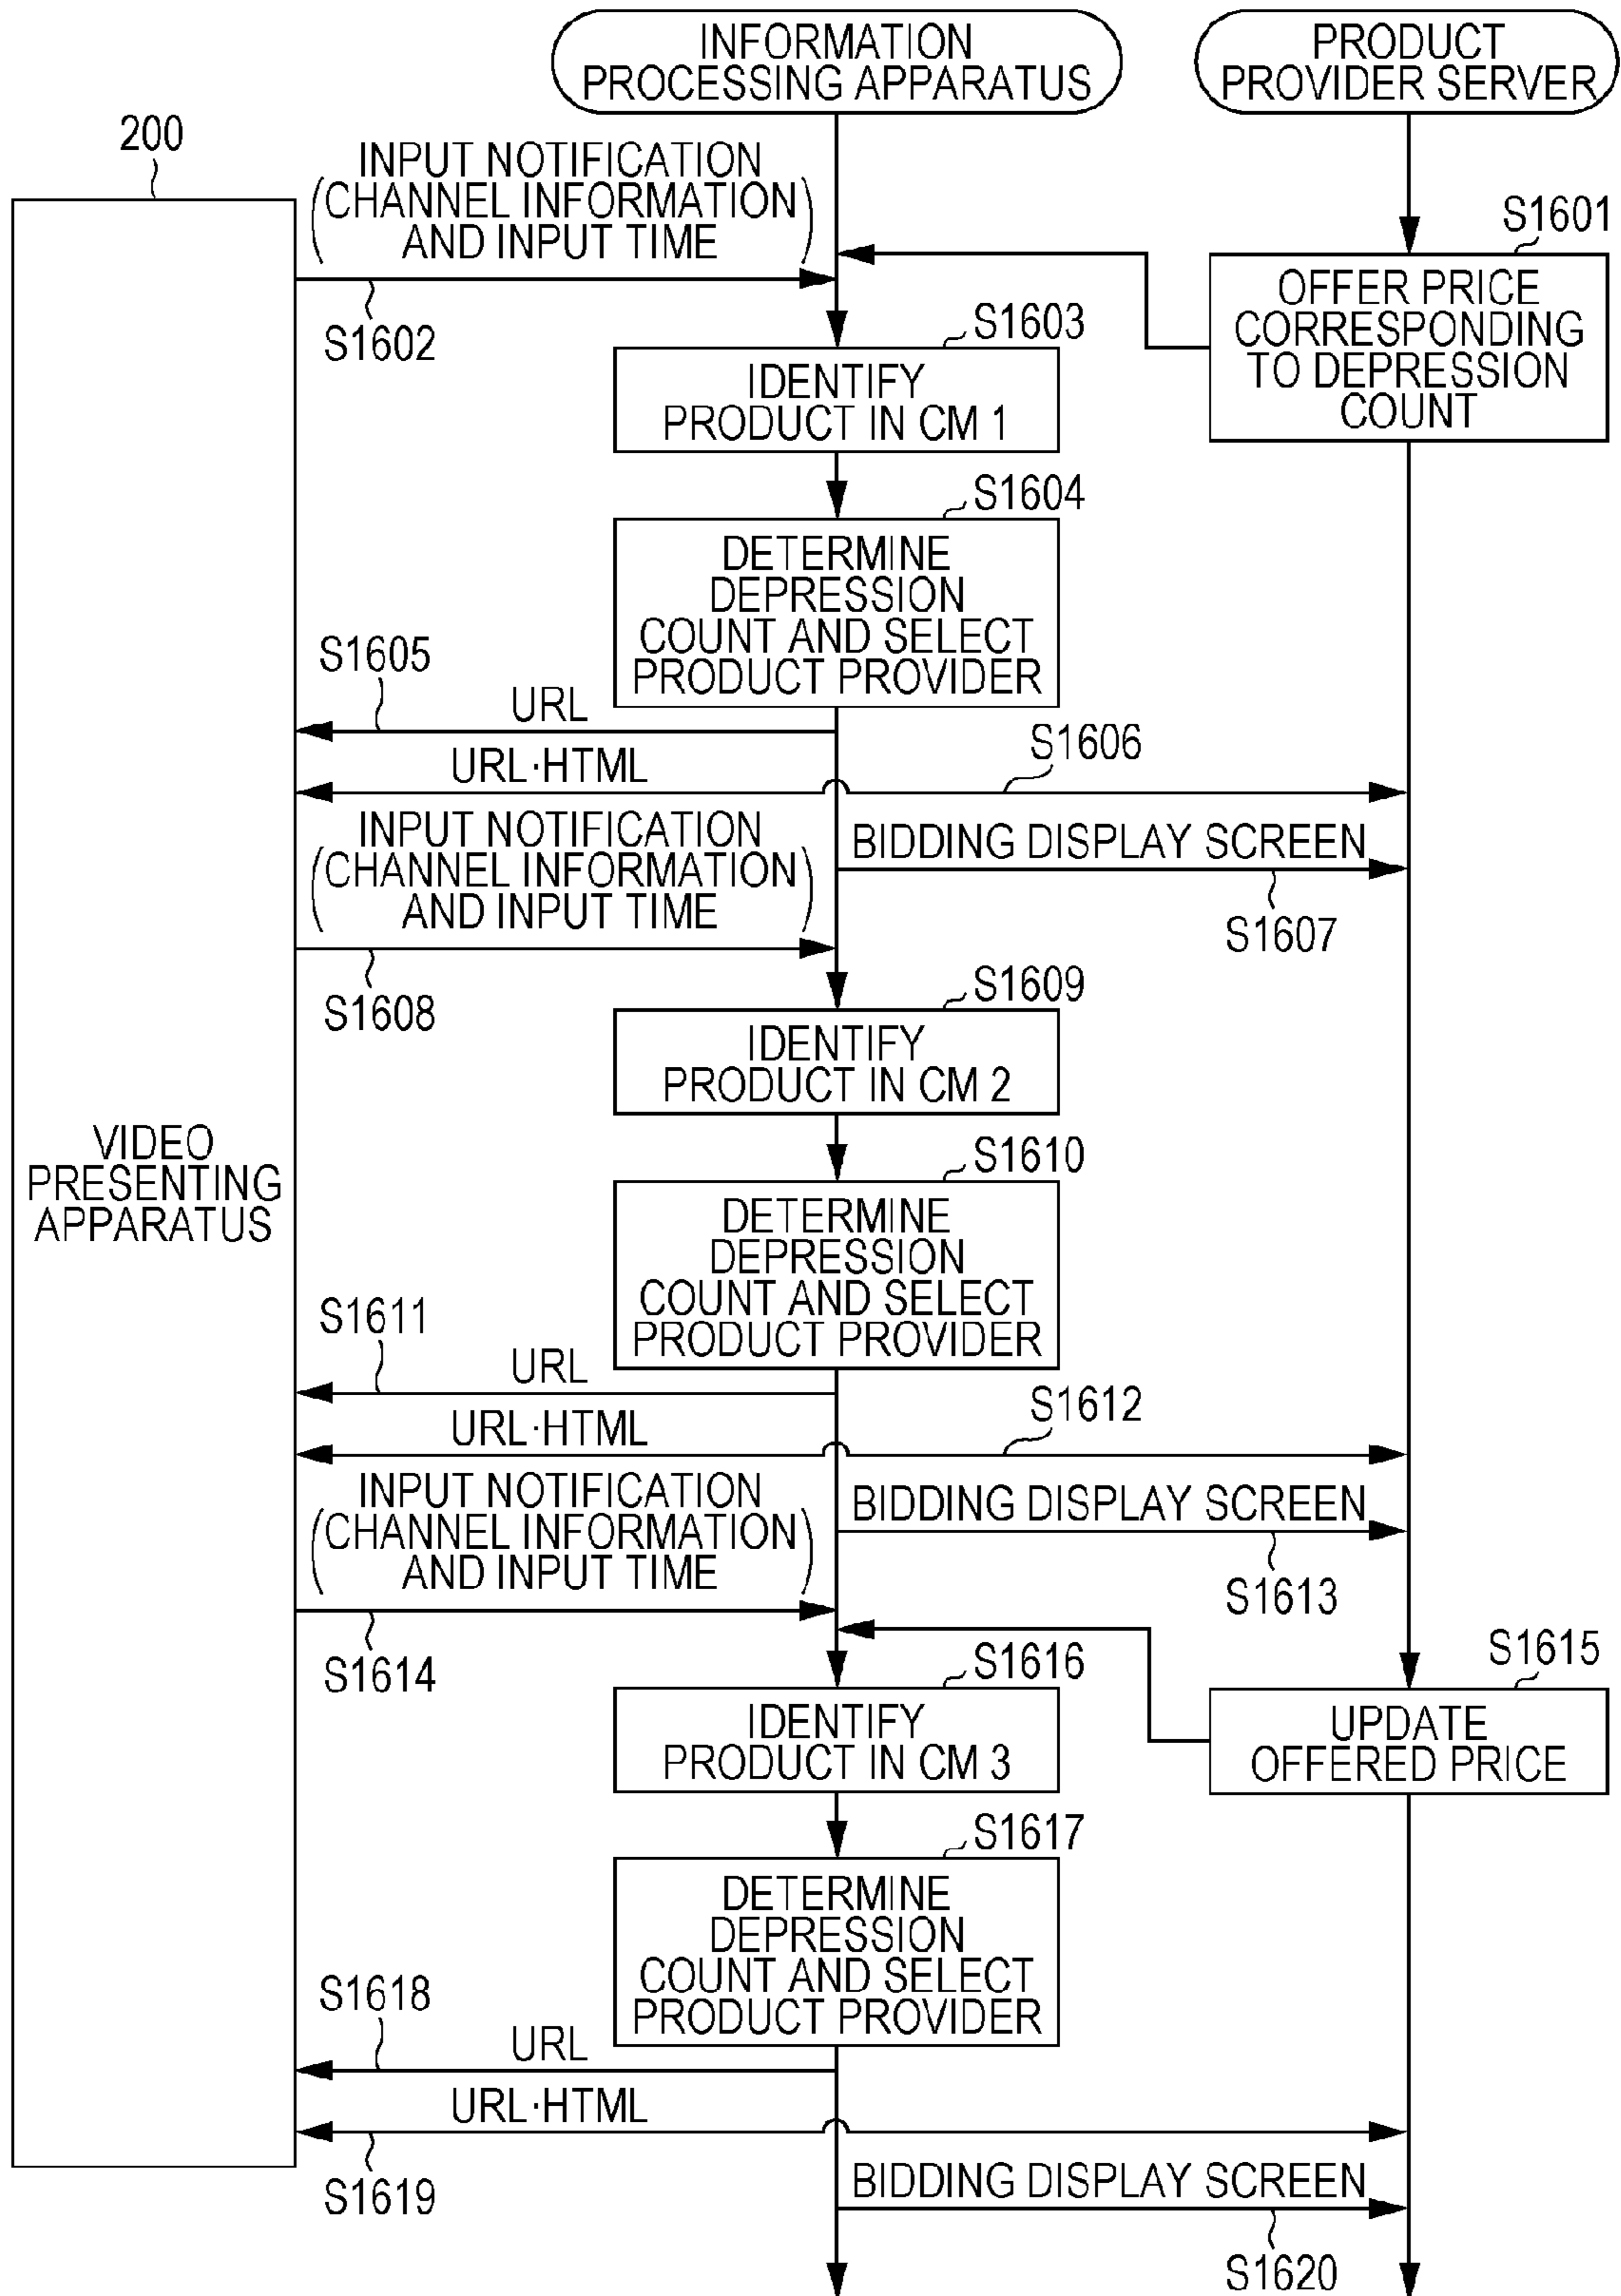 INFORMATION
PROCESSING APPARATUS
PRODUCT
PROVIDER SERVER
200
INPUT NOTIFICATION
(CHANNEL INFORMATION
AND INPUT TIME)
S1601
OFFER PRICE
CORRESPONDING
TO DEPRESSION
COUNT
S1602
S1603
IDENTIFY
PRODUCT IN CM 1
S1604
DETERMINE
DEPRESSION
COUNT AND SELECT
PRODUCT PROVIDER
S1605
URL
S1606
URL·HTML
INPUT NOTIFICATION
(CHANNEL INFORMATION
AND INPUT TIME)
BIDDING DISPLAY SCREEN
S1607
S1608
S1609
IDENTIFY
PRODUCT IN CM 2
VIDEO
PRESENTING
APPARATUS
S1610
DETERMINE
DEPRESSION
COUNT AND SELECT
PRODUCT PROVIDER
S1611
URL
S1612
URL·HTML
INPUT NOTIFICATION
(CHANNEL INFORMATION
AND INPUT TIME)
BIDDING DISPLAY SCREEN
S1613
S1614
S1615
UPDATE
OFFERED PRICE
S1616
IDENTIFY
PRODUCT IN CM 3
S1617
DETERMINE
DEPRESSION
COUNT AND SELECT
PRODUCT PROVIDER
S1618
URL
URL·HTML
S1619
BIDDING DISPLAY SCREEN
S1620